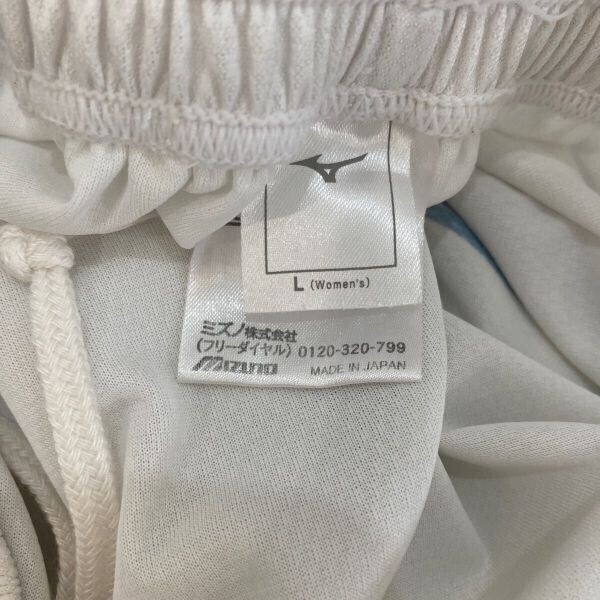 L (Women's)
ミズノ株式会社
(フリーダイヤル) 0120-320-799
mizuno MADE IN JAPAN